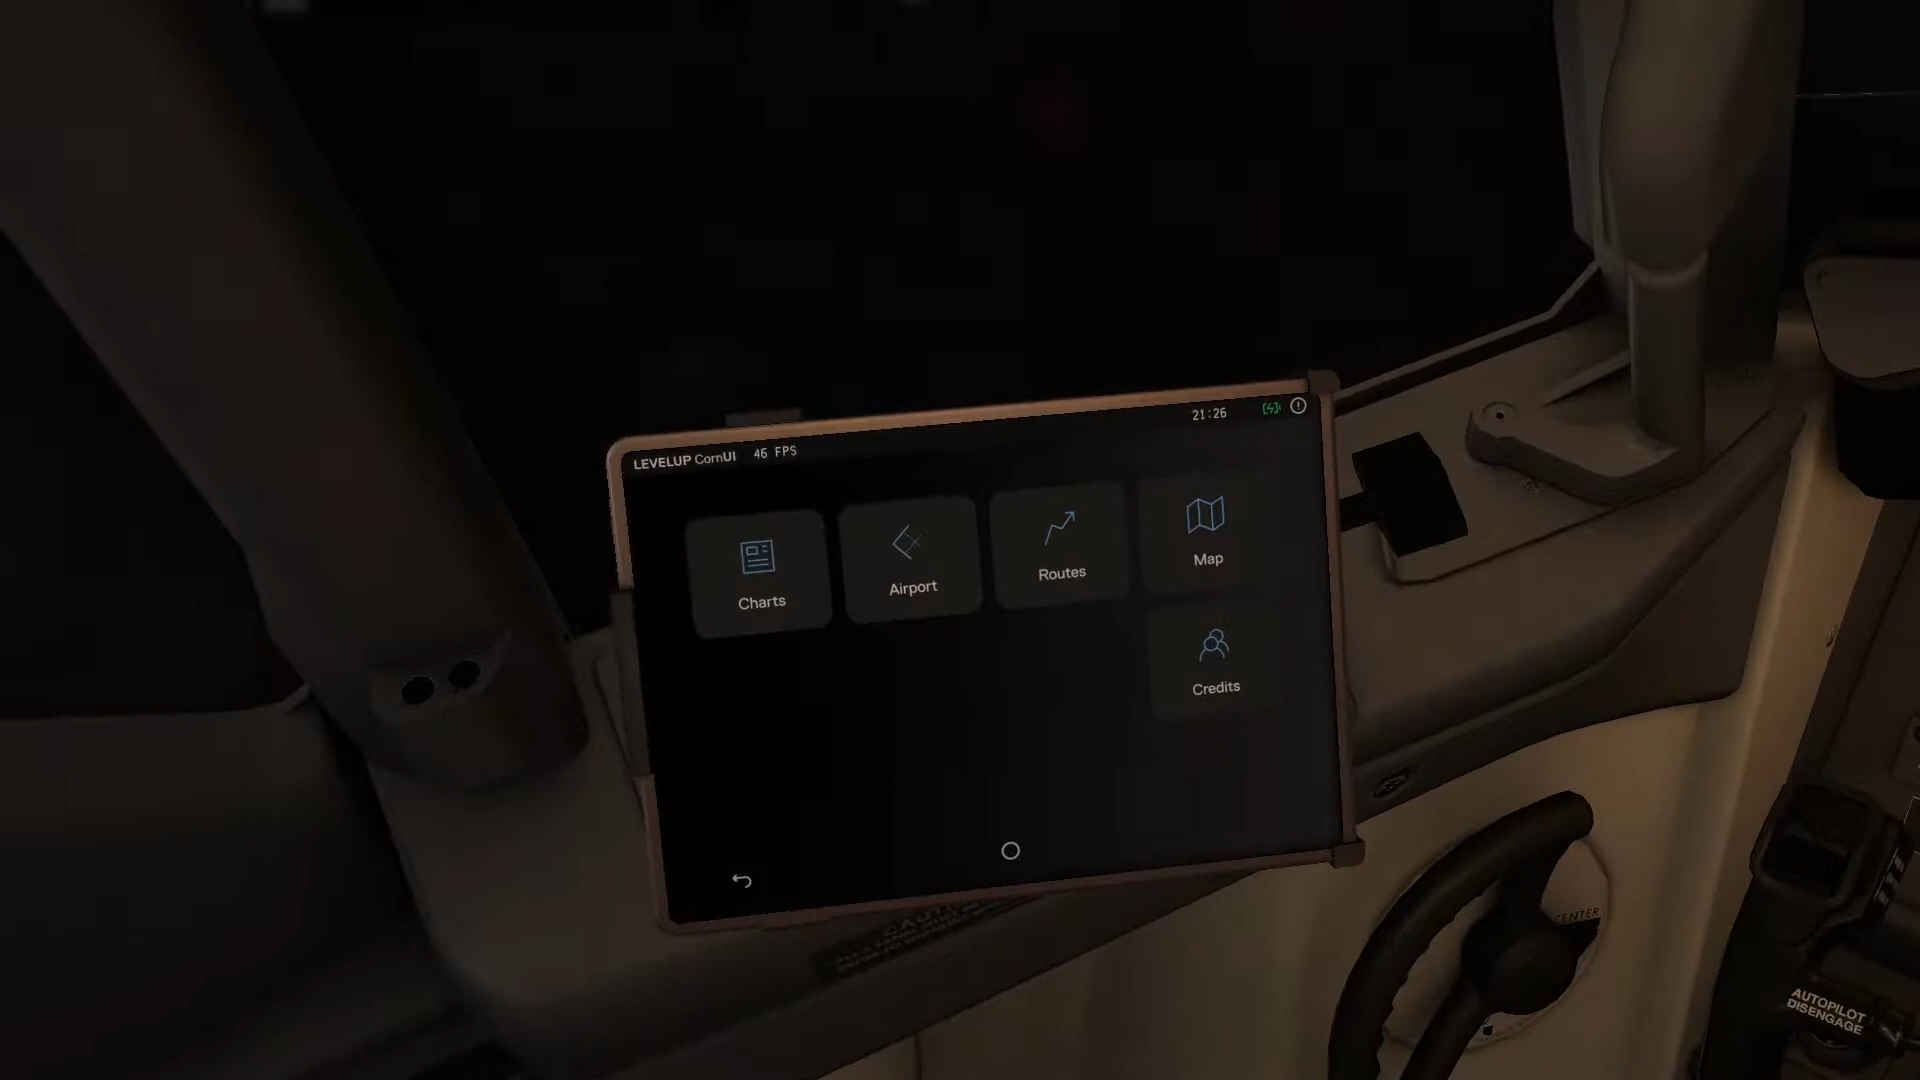 LEVELUP CornUI 46 FPS 21:26
Charts Airport Routes Map
Credits
CENTER
AUTOPILOT
DISENGAGE